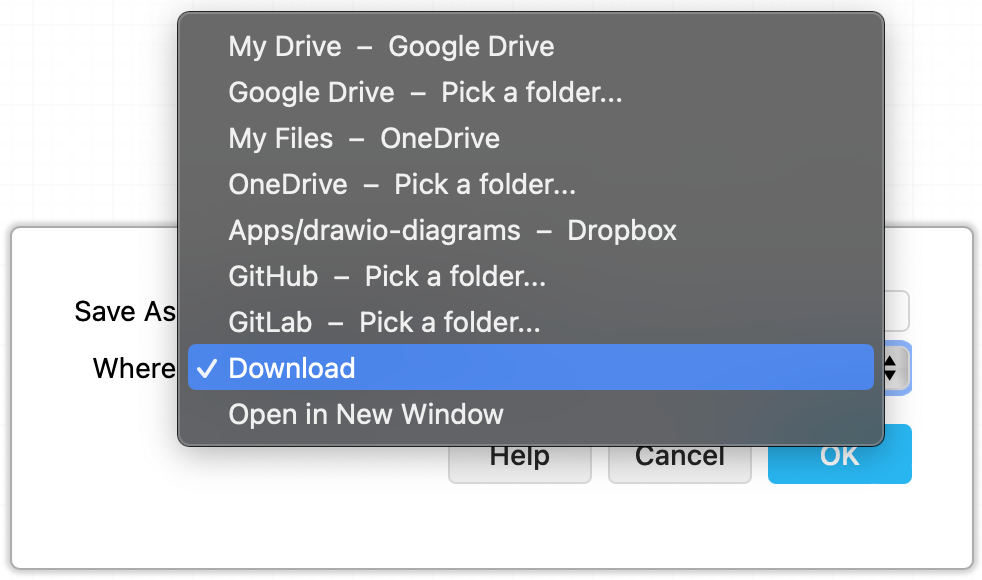 My Drive – Google Drive
Google Drive – Pick a folder...
My Files – OneDrive
OneDrive – Pick a folder...
Apps/drawio-diagrams – Dropbox
GitHub – Pick a folder...
Save As
GitLab – Pick a folder...
Where
✓ Download
Open in New Window
Help Cancel OK